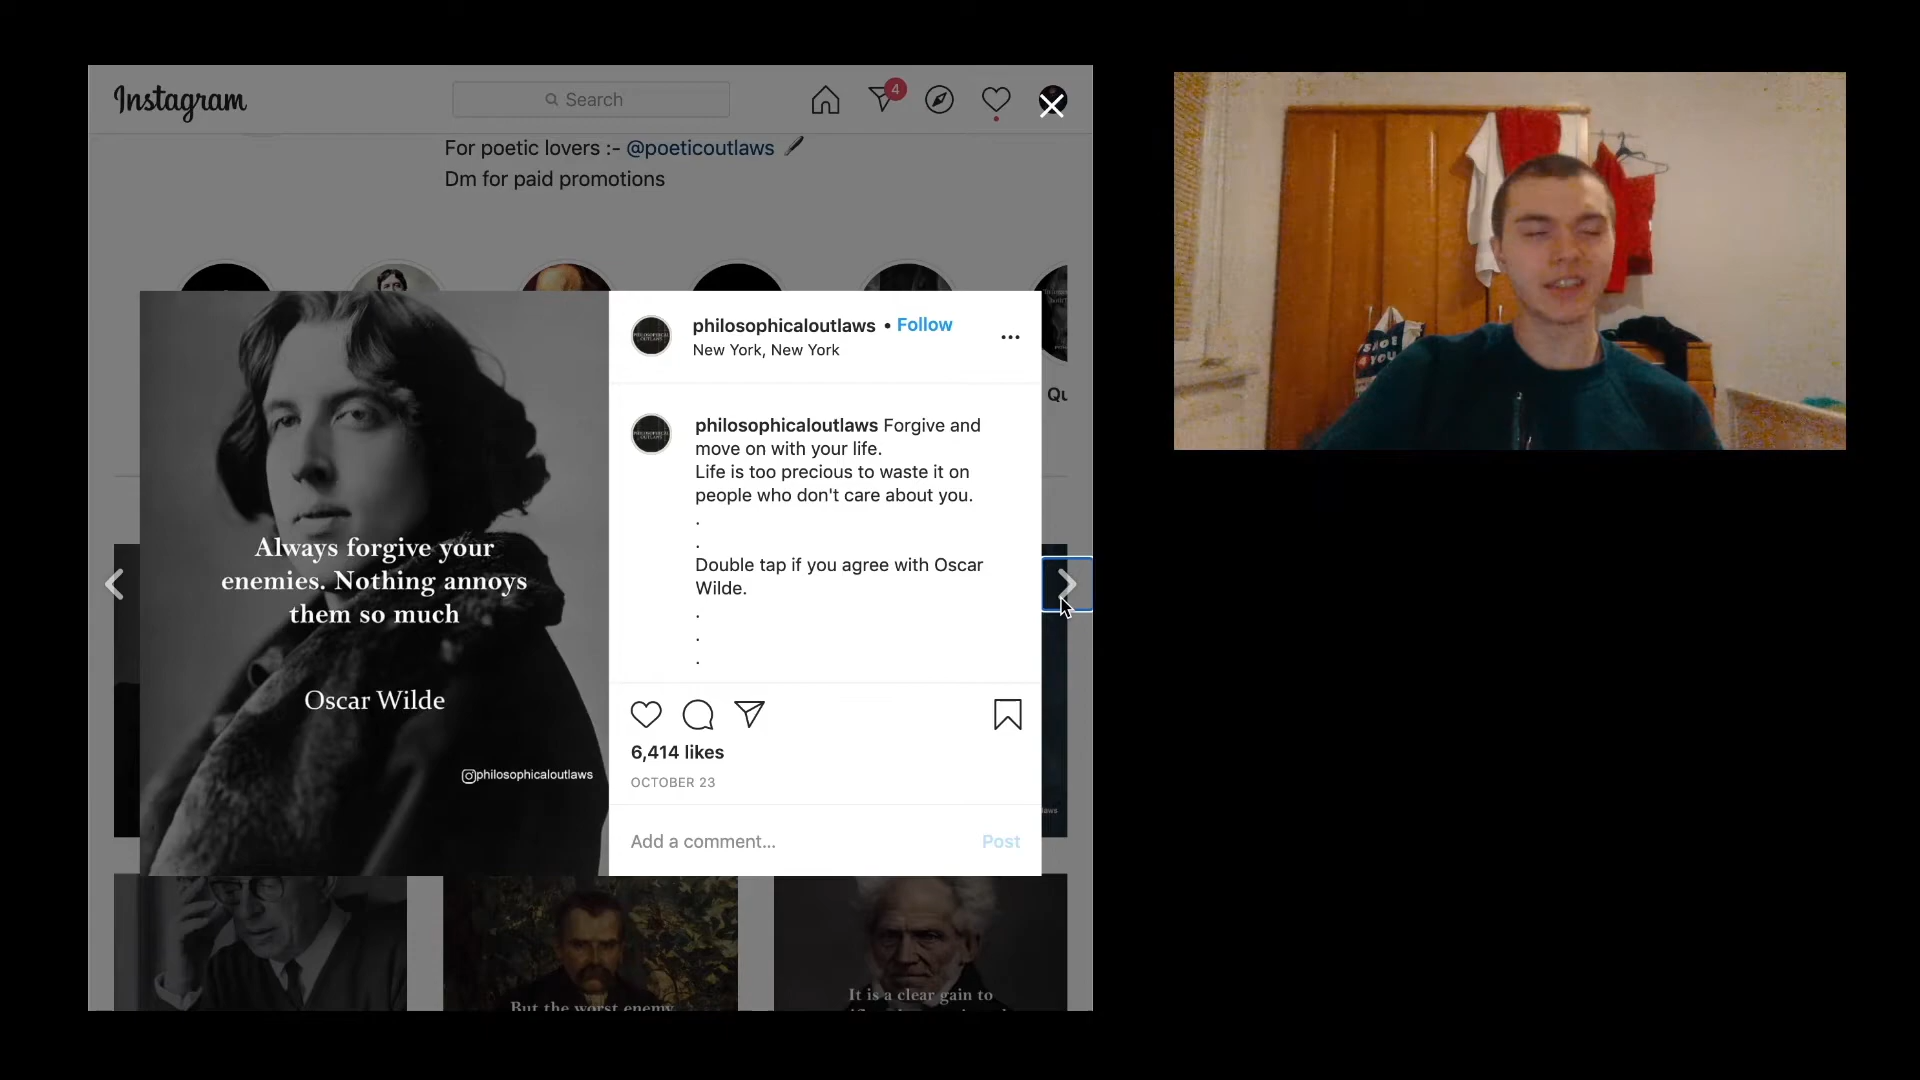 Instagram
Search
4
For poetic lovers :- @poeticoutlaws
Dm for paid promotions
philosophicaloutlaws • Follow
New York, New York
philosophicaloutlaws Forgive and
move on with your life.
Life is too precious to waste it on
people who don't care about you.
.
.
Double tap if you agree with Oscar
Wilde.
.
.
.
6,414 likes
OCTOBER 23
Add a comment...
Post
Always forgive your
enemies. Nothing annoys
them so much
Oscar Wilde
philosophicaloutlaws
But the worst enemy
It is a clear gain to
4 YOU